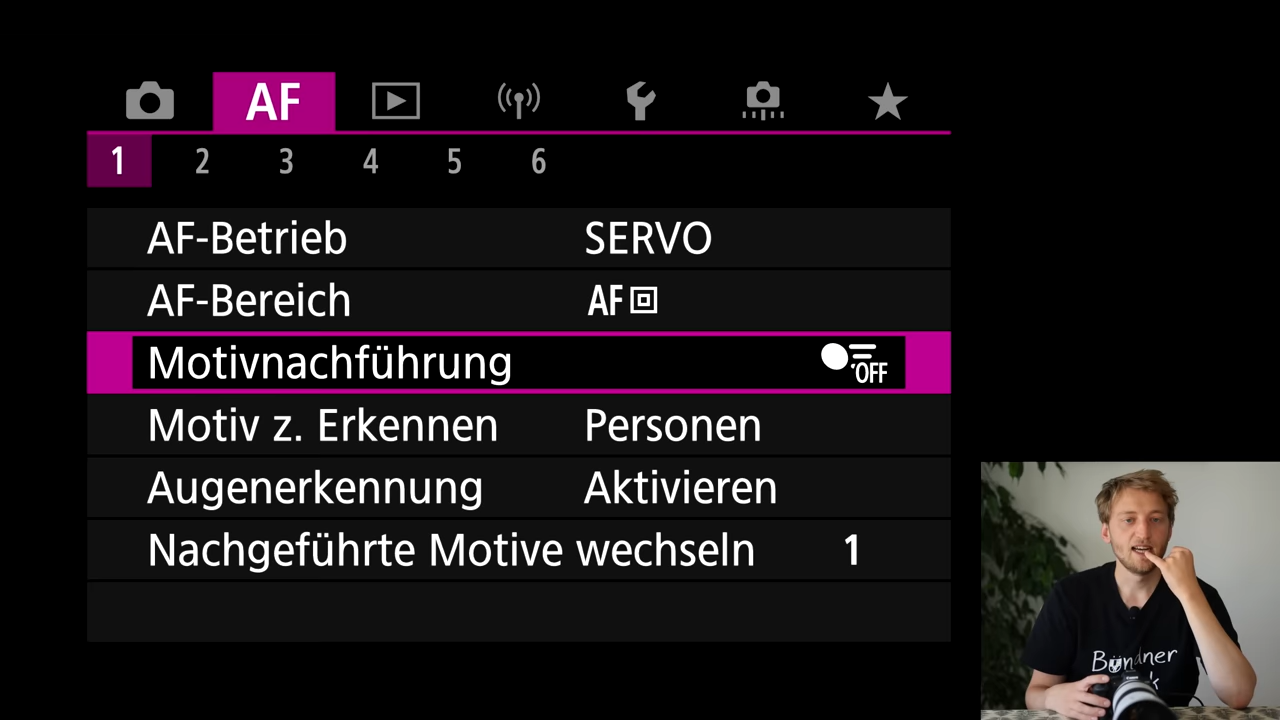 AF
1 2 3 4 5 6
AF-Betrieb SERVO
AF-Bereich AF
Motivnachführung OFF
Motiv z. Erkennen Personen
Augenerkennung Aktivieren
Nachgeführte Motive wechseln 1
Bündner